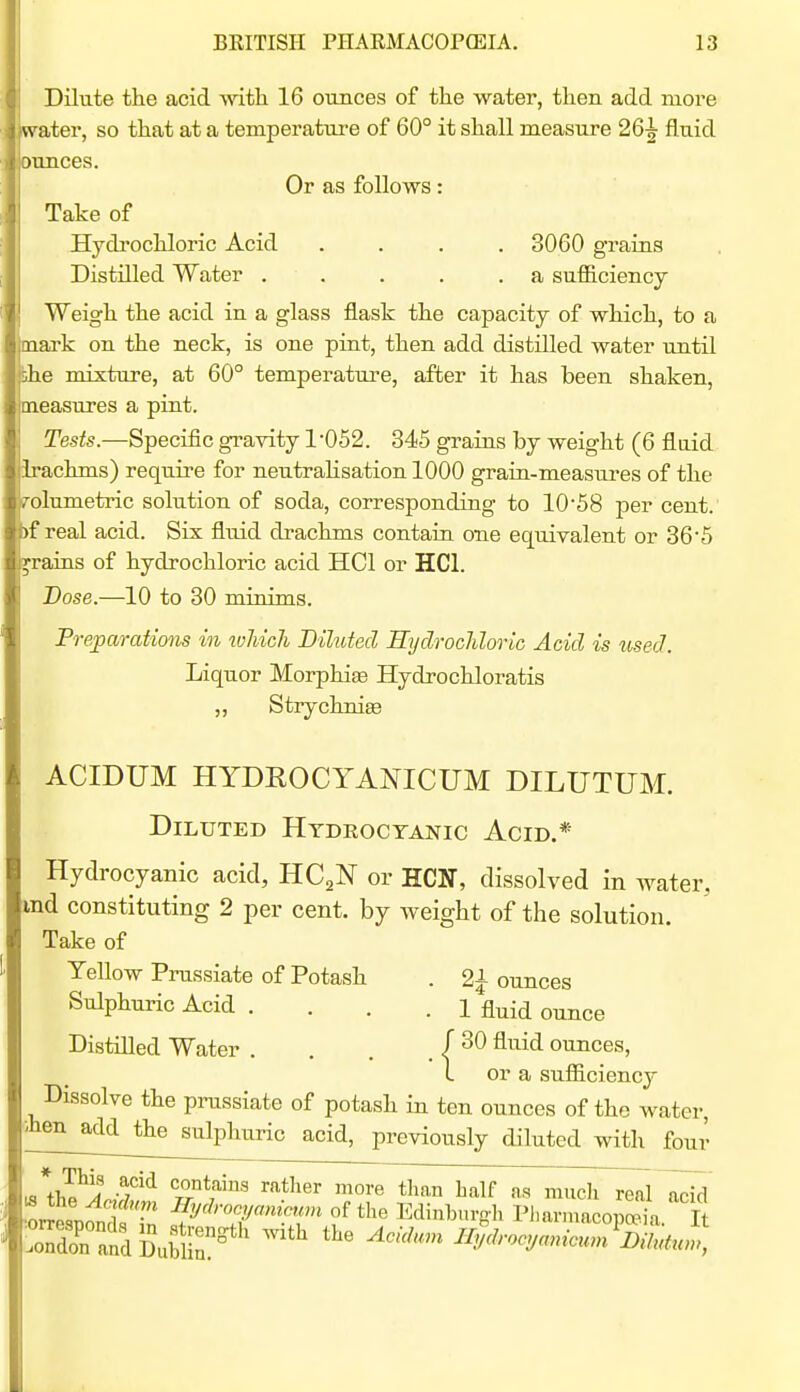 BRITISH PHARMACOPŒIA. 13
Dilute the acid with 16 ounces of the water, then add more
water, so that at a temperature of 60° it shall measure 26½ fluid
ounces.
Or as follows:
Take of
Hydrochloric Acid . . . . 3060 grains
Distilled Water . . . . . a sufficiency
Weigh the acid in a glass flask the capacity of which, to a
mark on the neck, is one pint, then add distilled water until
the mixture, at 60° temperature, after it has been shaken,
measures a pint.
Tests.—Specific gravity 1·052. 345 grains by weight (6 fluid
drachms) require for neutralisation 1000 grain-measures of the
volumetric solution of soda, corresponding to 10·58 per cent.
of real acid. Six fluid drachms contain one equivalent or 36·5
grains of hydrochloric acid HCl or HCl.
Dose.—10 to 30 minims.
Preparations in which Diluted Hydrochloric Acid is used.
Liquor Morphiæ Hydrochloratis
„ Strychniæ
ACIDUM HYDROCYANICUM DILUTUM.
Diluted Hydrocyanic Acid.*
Hydrocyanic acid, HC₂N or HCN, dissolved in water,
and constituting 2 per cent. by weight of the solution.
Take of
Yellow Prussiate of Potash . 2¼ ounces
Sulphuric Acid . . . . 1 fluid ounce
Distilled Water . . . { 30 fluid ounces,
or a sufficiency
Dissolve the prussiate of potash in ten ounces of the water,
then add the sulphuric acid, previously diluted with four
* This acid contains rather more than half as much real acid
as the Acidum Hydrocyanicum of the Edinburgh Pharmacopœia. It
corresponds in strength with the Acidum Hydrocyanicum Dilutum,
London and Dublin.